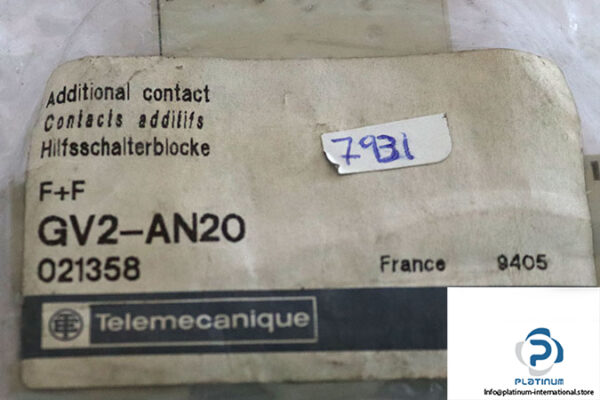 Additional contact
Contacts additifs
Hilfsschalterblocke
7931
F+F
GV2-AN20
021358
France 9405
Telemecanique
PLATINUM
Info@platinum-international.store